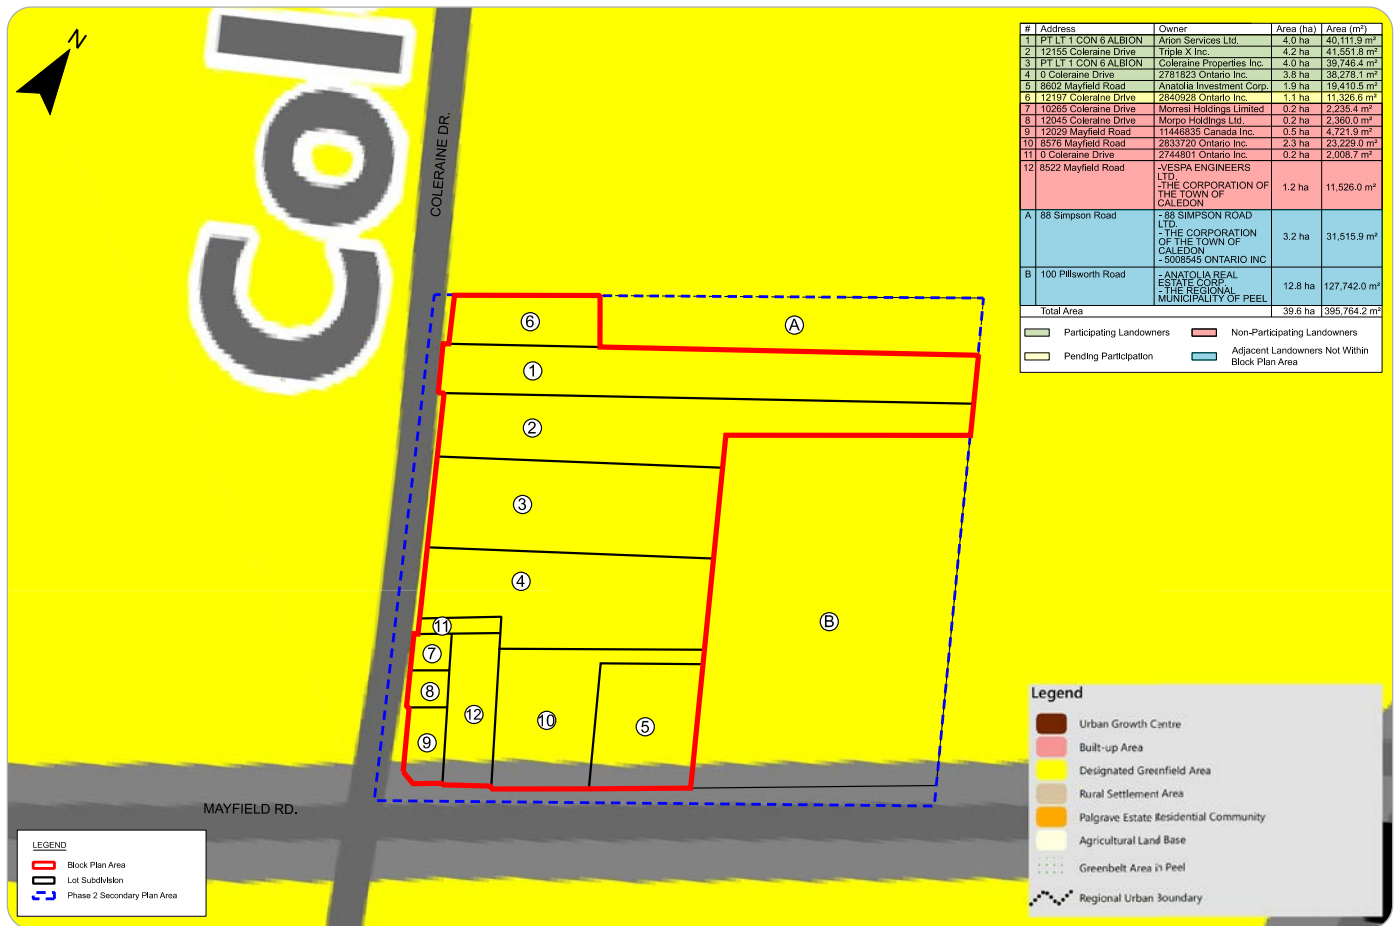 N
Col
COLERAINE DR.
MAYFIELD RD.
# Address Owner Area (ha) Area (m²)
1 PT LT 1 CON 6 ALBION Arion Services Ltd. 4.0 ha 40,111.9 m²
2 12155 Coleraine Drive Triple X Inc. 4.2 ha 41,551.8 m²
3 PT LT 1 CON 6 ALBION Coleraine Properties Inc. 4.0 ha 39,746.4 m²
4 0 Coleraine Drive 2781823 Ontario Inc. 3.8 ha 38,278.1 m²
5 8602 Mayfield Road Anatolia Investment Corp. 1.9 ha 19,410.5 m²
6 12197 Coleraine Drive 2840928 Ontario Inc. 1.1 ha 11,326.6 m²
7 10265 Coleraine Drive Morresi Holdings Limited 0.2 ha 2,235.4 m²
8 12045 Coleraine Drive Morpo Holdings Ltd. 0.2 ha 2,360.0 m²
9 12029 Mayfield Road 11446835 Canada Inc. 0.5 ha 4,721.9 m²
10 8576 Mayfield Road 2833720 Ontario Inc. 2.3 ha 23,229.0 m²
11 0 Coleraine Drive 2744801 Ontario Inc. 0.2 ha 2,008.7 m²
12 8522 Mayfield Road -VESPA ENGINEERS
LTD.
-THE CORPORATION OF
THE TOWN OF
CALEDON
1.2 ha 11,526.0 m²
A 88 Simpson Road - 88 SIMPSON ROAD
LTD.
- THE CORPORATION
OF THE TOWN OF
CALEDON
- 5008545 ONTARIO INC
3.2 ha 31,515.9 m²
B 100 Pillsworth Road - ANATOLIA REAL
ESTATE CORP.
- THE REGIONAL
MUNICIPALITY OF PEEL
12.8 ha 127,742.0 m²
Total Area 39.6 ha 395,764.2 m²
Participating Landowners
Non-Participating Landowners
Pending Participation
Adjacent Landowners Not Within
Block Plan Area
6
A
1
2
3
4
B
11
7
8
12
10
5
9
LEGEND
Block Plan Area
Lot Subdivision
Phase 2 Secondary Plan Area
Legend
Urban Growth Centre
Built-up Area
Designated Greenfield Area
Rural Settlement Area
Palgrave Estate Residential Community
Agricultural Land Base
Greenbelt Area in Peel
Regional Urban Boundary